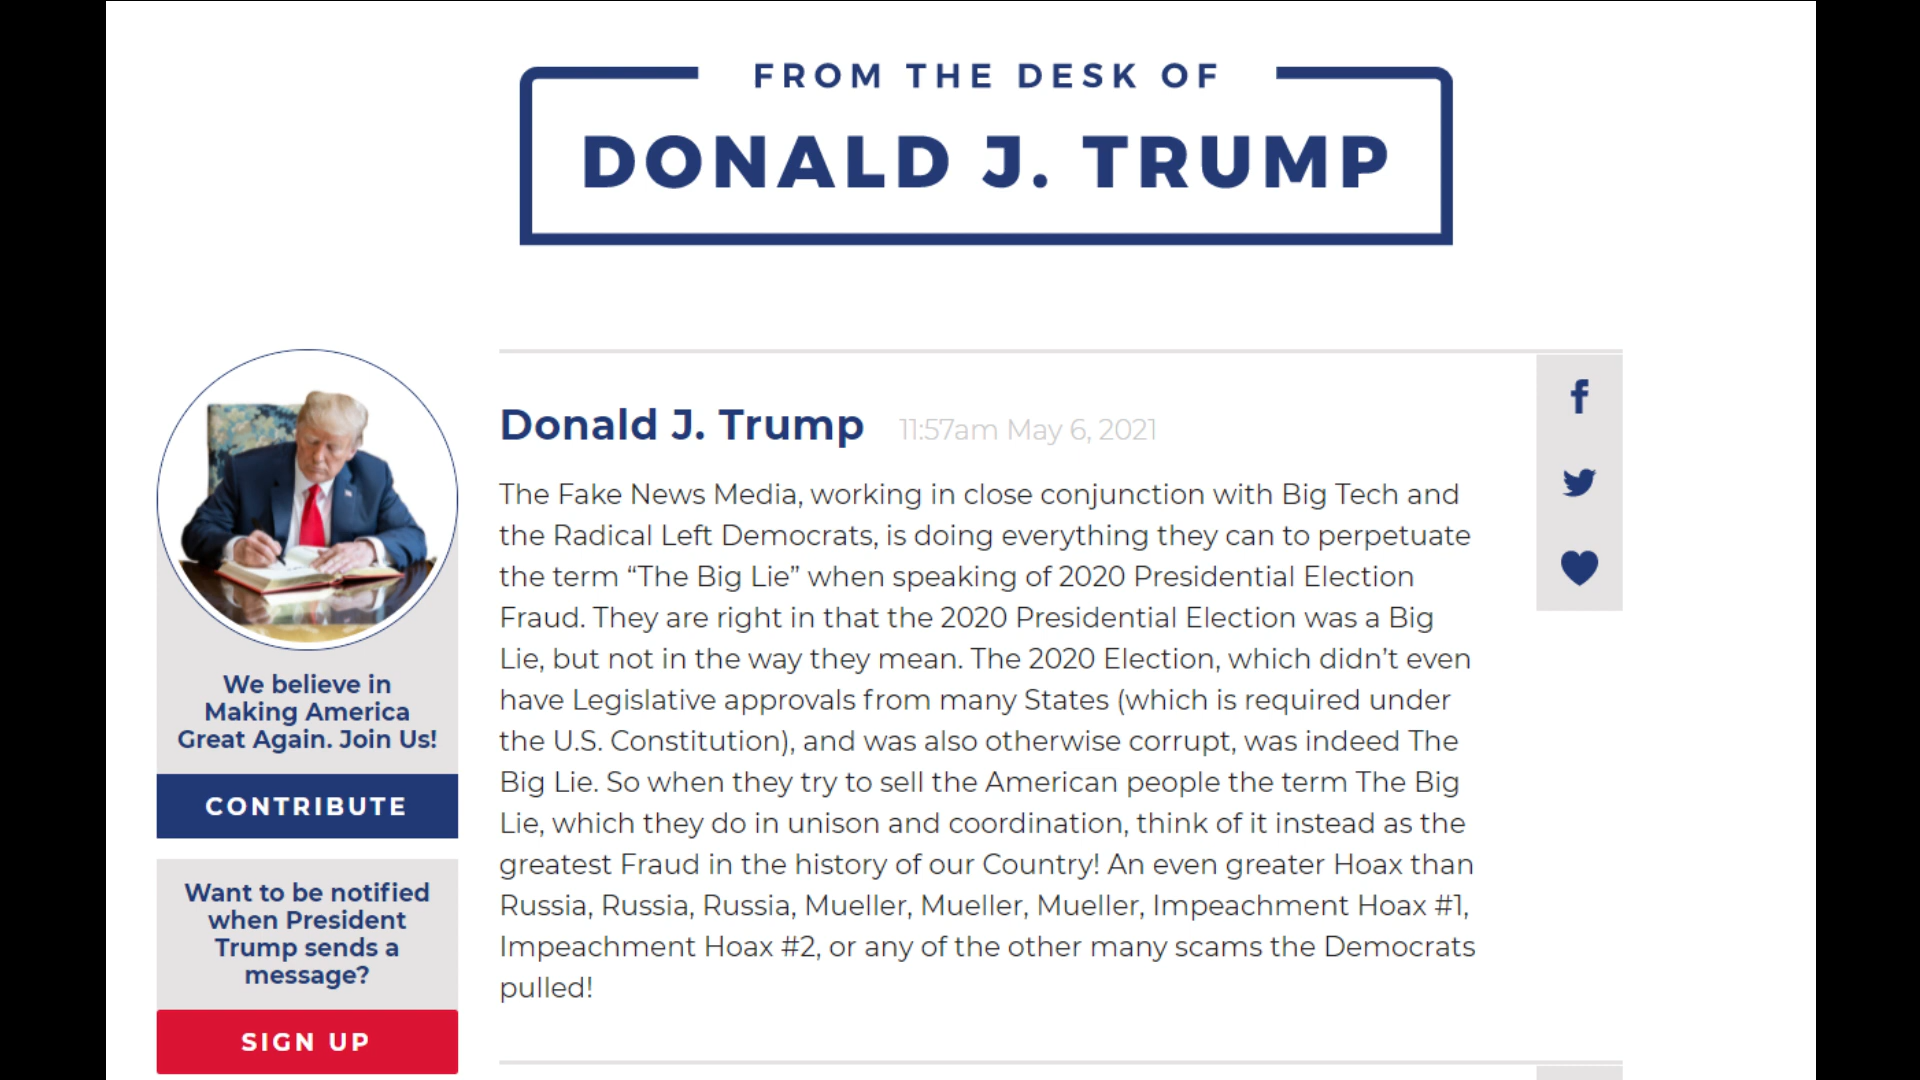 FROM THE DESK OF
DONALD J. TRUMP
Donald J. Trump 11:57am May 6, 2021
The Fake News Media, working in close conjunction with Big Tech and
the Radical Left Democrats, is doing everything they can to perpetuate
the term “The Big Lie” when speaking of 2020 Presidential Election
Fraud. They are right in that the 2020 Presidential Election was a Big
Lie, but not in the way they mean. The 2020 Election, which didn’t even
have Legislative approvals from many States (which is required under
the U.S. Constitution), and was also otherwise corrupt, was indeed The
Big Lie. So when they try to sell the American people the term The Big
Lie, which they do in unison and coordination, think of it instead as the
greatest Fraud in the history of our Country! An even greater Hoax than
Russia, Russia, Russia, Mueller, Mueller, Mueller, Impeachment Hoax #1,
Impeachment Hoax #2, or any of the other many scams the Democrats
pulled!
We believe in
Making America
Great Again. Join Us!
CONTRIBUTE
Want to be notified
when President
Trump sends a
message?
SIGN UP